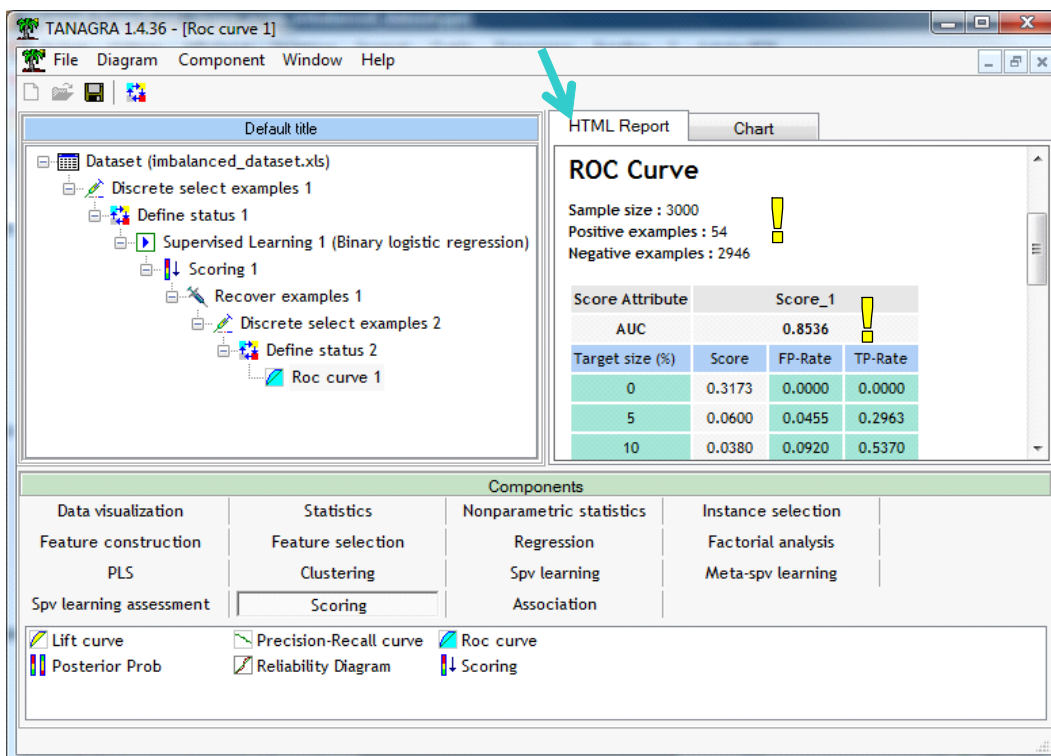 TANAGRA 1.4.36 - [Roc curve 1]
File Diagram Component Window Help
Default title
Dataset (imbalanced_dataset.xls)
Discrete select examples 1
Define status 1
Supervised Learning 1 (Binary logistic regression)
Scoring 1
Recover examples 1
Discrete select examples 2
Define status 2
Roc curve 1
HTML Report Chart
ROC Curve
Sample size : 3000
Positive examples : 54
Negative examples : 2946
Score Attribute Score_1
AUC 0.8536
Target size (%) Score FP-Rate TP-Rate
0 0.3173 0.0000 0.0000
5 0.0600 0.0455 0.2963
10 0.0380 0.0920 0.5370
Components
Data visualization Statistics Nonparametric statistics Instance selection
Feature construction Feature selection Regression Factorial analysis
PLS Clustering Spv learning Meta-spv learning
Spv learning assessment Scoring Association
Lift curve Precision-Recall curve Roc curve
Posterior Prob Reliability Diagram Scoring